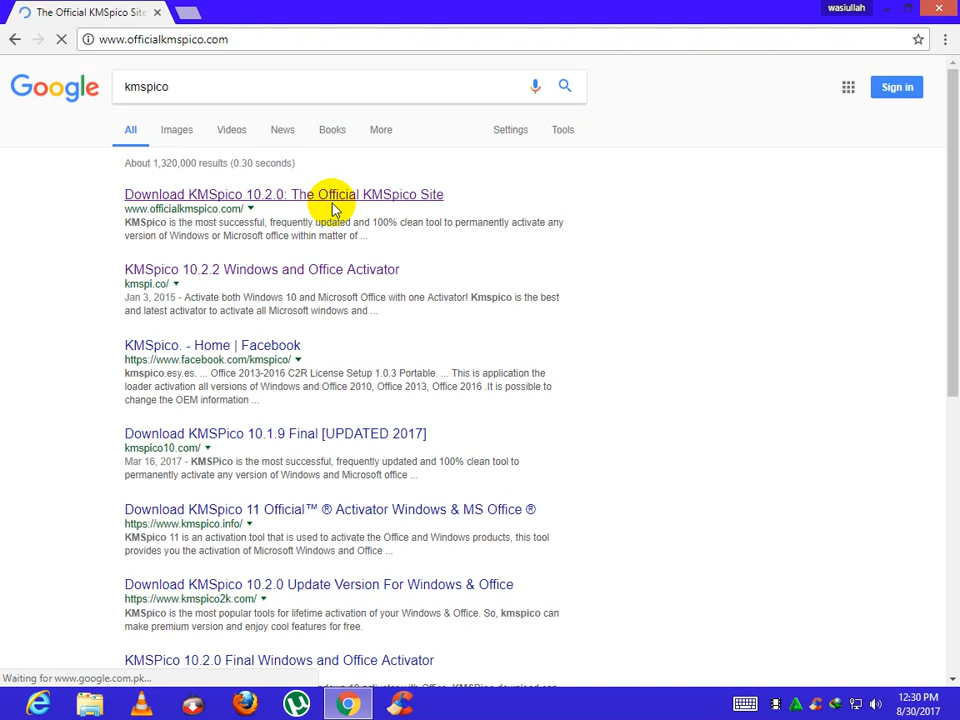 The Official KMSpico Site
wasiullah
www.officialkmspico.com
Google
kmspico
Sign in
All
Images
Videos
News
Books
More
Settings
Tools
About 1,320,000 results (0.30 seconds)
Download KMSpico 10.2.0: The Official KMSpico Site
www.officialkmspico.com/
KMSpico is the most successful, frequently updated and 100% clean tool to permanently activate any
version of Windows or Microsoft office within matter of ...
KMSpico 10.2.2 Windows and Office Activator
kmspi.co/
Jan 3, 2015 - Activate both Windows 10 and Microsoft Office with one Activator! Kmspico is the best
and latest activator to activate all Microsoft windows and ...
KMSpico. - Home | Facebook
https://www.facebook.com/kmspico/
kmspico.esy.es. ... Office 2013-2016 C2R License Setup 1.0.3 Portable. ... This is application the
loader activation all versions of Windows and Office 2010, Office 2013, Office 2016 .It is possible to
change the OEM information ...
Download KMSPico 10.1.9 Final [UPDATED 2017]
kmspico10.com/
Mar 16, 2017 - KMSPico is the most successful, frequently updated and 100% clean tool to
permanently activate any version of Windows and Microsoft office ...
Download KMSpico 11 Official™ ® Activator Windows & MS Office ®
https://www.kmspico.info/
KMSpico 11 is an activation tool that is used to activate the Office and Windows products, this tool
provides you the activation of Microsoft Windows and Office ...
Download KMSpico 10.2.0 Update Version For Windows & Office
https://www.kmspico2k.com/
KMSpico is the most popular tools for lifetime activation of your Windows & Office. So, kmspico can
make premium version and enjoy cool features for free.
KMSPico 10.2.0 Final Windows and Office Activator
Waiting for www.google.com.pk...
12:30 PM
8/30/2017